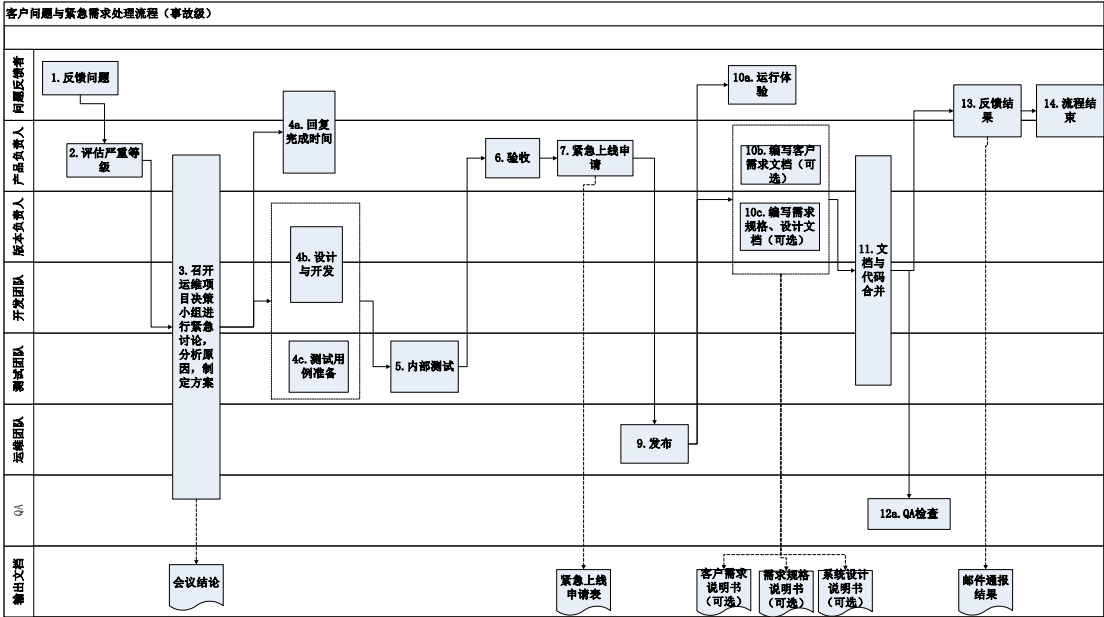 客户问题与紧急需求处理流程（事故级）
问题反馈者
1.反馈问题
10a.运行体
验
13.反馈结
果
14.流程结
束
产品负责人
2.评估严重等
级
4a.回复
完成时间
6.验收
7.紧急上线申
请
10b.编写客户
需求文档（可
选）
版本负责人
10c.编写需求
规格、设计文
档（可选）
开发团队
3.召开
运维项
目决策
小组进
行紧急
讨论，
分析原
因，制
定方案
4b.设计
与开发
11.文
档与
代码
合并
测试团队
4c.测试用
例准备
5.内部测试
运维团队
9.发布
QA
12a.QA检查
输出文档
会议结论
紧急上线
申请表
客户需求
说明书
（可选）
需求规格
说明书
（可选）
系统设计
说明书
（可选）
邮件通报
结果